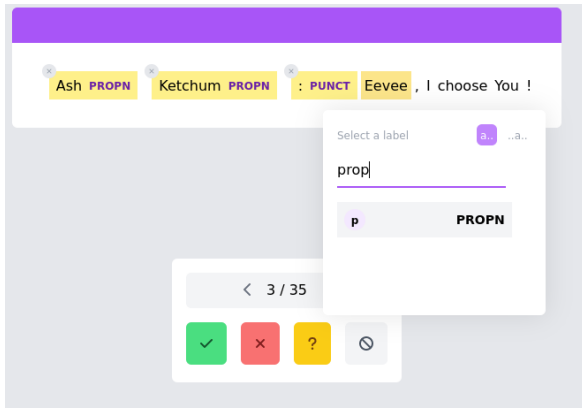 Ash PROPN Ketchum PROPN : PUNCT Eevee , I choose You !
Select a label a.. ..a..
prop
p PROPN
3 / 35
?